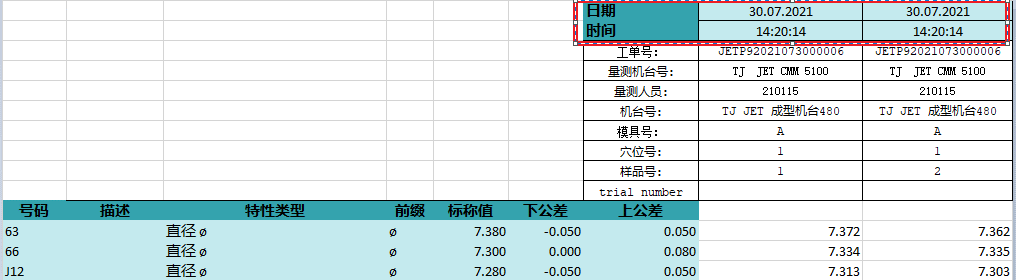 日期 30.07.2021 30.07.2021
时间 14:20:14 14:20:14
工单号: JETP92021073000006 JETP92021073000006
量测机台号: TJ JET CMM 5100 TJ JET CMM 5100
量测人员: 210115 210115
机台号: TJ JET 成型机台480 TJ JET 成型机台480
模具号: A A
穴位号: 1 1
样品号: 1 2
trial number
号码 描述 特性类型 前缀 标称值 下公差 上公差
63 直径 ø ø 7.380 -0.050 0.050 7.372 7.362
66 直径 ø ø 7.300 0.000 0.080 7.334 7.335
J12 直径 ø ø 7.280 -0.050 0.050 7.313 7.303